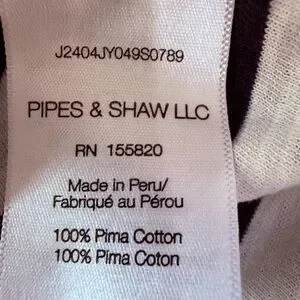 J2404JY049S0789
PIPES & SHAW LLC
RN 155820
Made in Peru/
Fabriqué au Pérou
100% Pima Cotton
100% Pima Coton